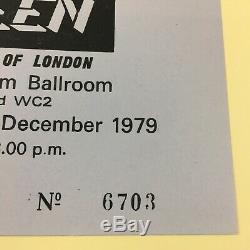 EEN
OF LONDON
m Ballroom
d WC2
December 1979
.00 p.m.
Nº 6703